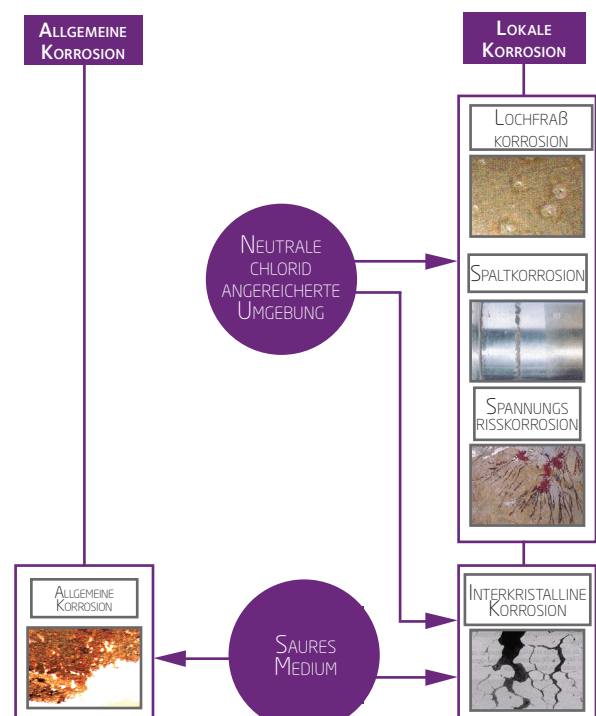 Allgemeine
Korrosion
Lokale
Korrosion
Lochfraß
korrosion
Neutrale
chlorid
angereicherte
Umgebung
Spaltkorrosion
Spannungs
risskorrosion
Allgemeine
Korrosion
Saures
Medium
Interkristalline
Korrosion